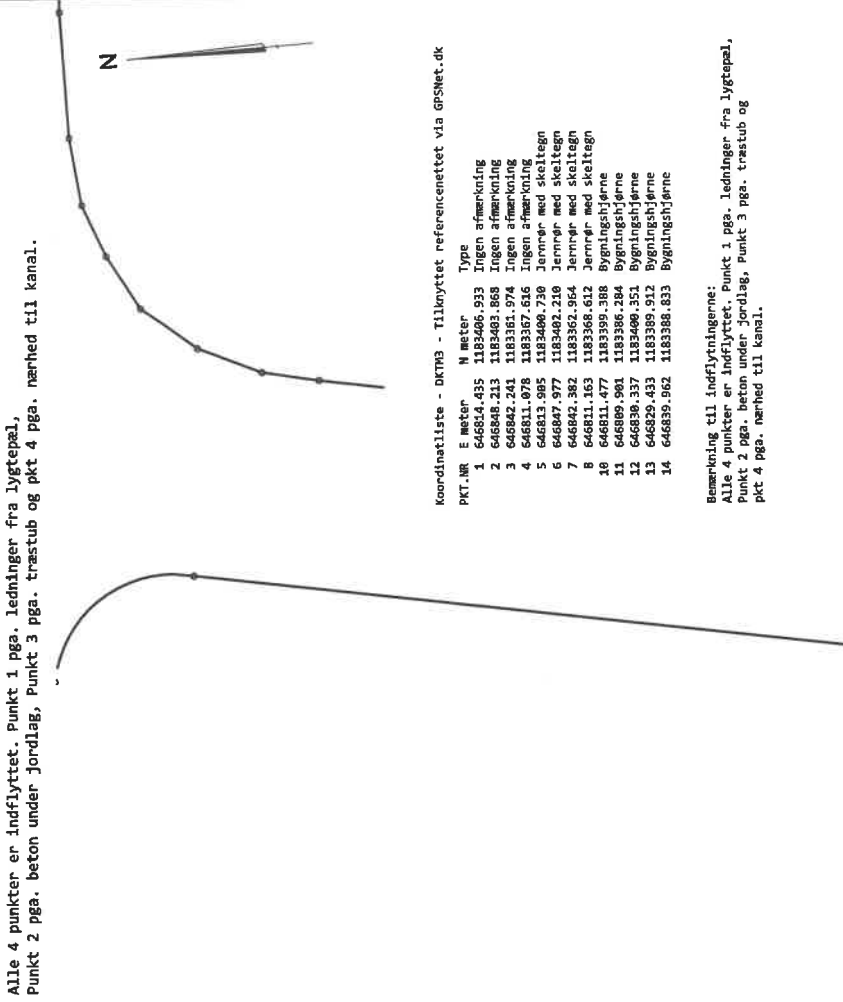 Alle 4 punkter er indflyttet. Punkt 1 pga. ledninger fra lygtepæl,
Punkt 2 pga. beton under jordlag, Punkt 3 pga. træstub og pkt 4 pga. nærhed til kanal.
N
Koordinatliste - DKTM3 - Tilknyttet referencenettet via GPSNet.dk
PKT.NR E meter N meter Type
1 646814.435 1183406.933 Ingen afmærkning
2 646848.213 1183403.868 Ingen afmærkning
3 646842.241 1183361.974 Ingen afmærkning
4 646811.078 1183367.616 Ingen afmærkning
5 646813.905 1183400.730 Jernrør med skeltegn
6 646847.977 1183402.210 Jernrør med skeltegn
7 646842.382 1183362.964 Jernrør med skeltegn
8 646811.163 1183368.612 Jernrør med skeltegn
10 646811.477 1183399.388 Bygningshjørne
11 646809.901 1183386.284 Bygningshjørne
12 646830.337 1183400.351 Bygningshjørne
13 646829.433 1183389.912 Bygningshjørne
14 646839.962 1183388.833 Bygningshjørne
Bemærkning til indflytningerne:
Alle 4 punkter er indflyttet. Punkt 1 pga. ledninger fra lygtepæl,
Punkt 2 pga. beton under jordlag, Punkt 3 pga. træstub og
pkt 4 pga. nærhed til kanal.